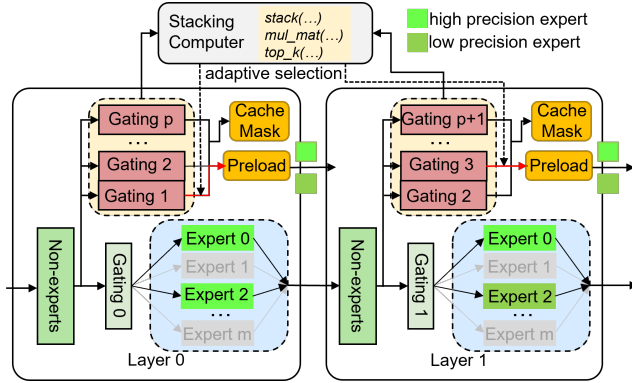 Stacking
Computer
stack(…)
mul_mat(…)
top_k(…)
high precision expert
low precision expert
adaptive selection
Gating p
...
Gating 2
Gating 1
Cache
Mask
Preload
Non-experts
Gating 0
Expert 0
Expert 1
Expert 2
...
Expert m
Layer 0
Gating p+1
...
Gating 3
Gating 2
Cache
Mask
Preload
Non-experts
Gating 1
Expert 0
Expert 1
Expert 2
...
Expert m
Layer 1